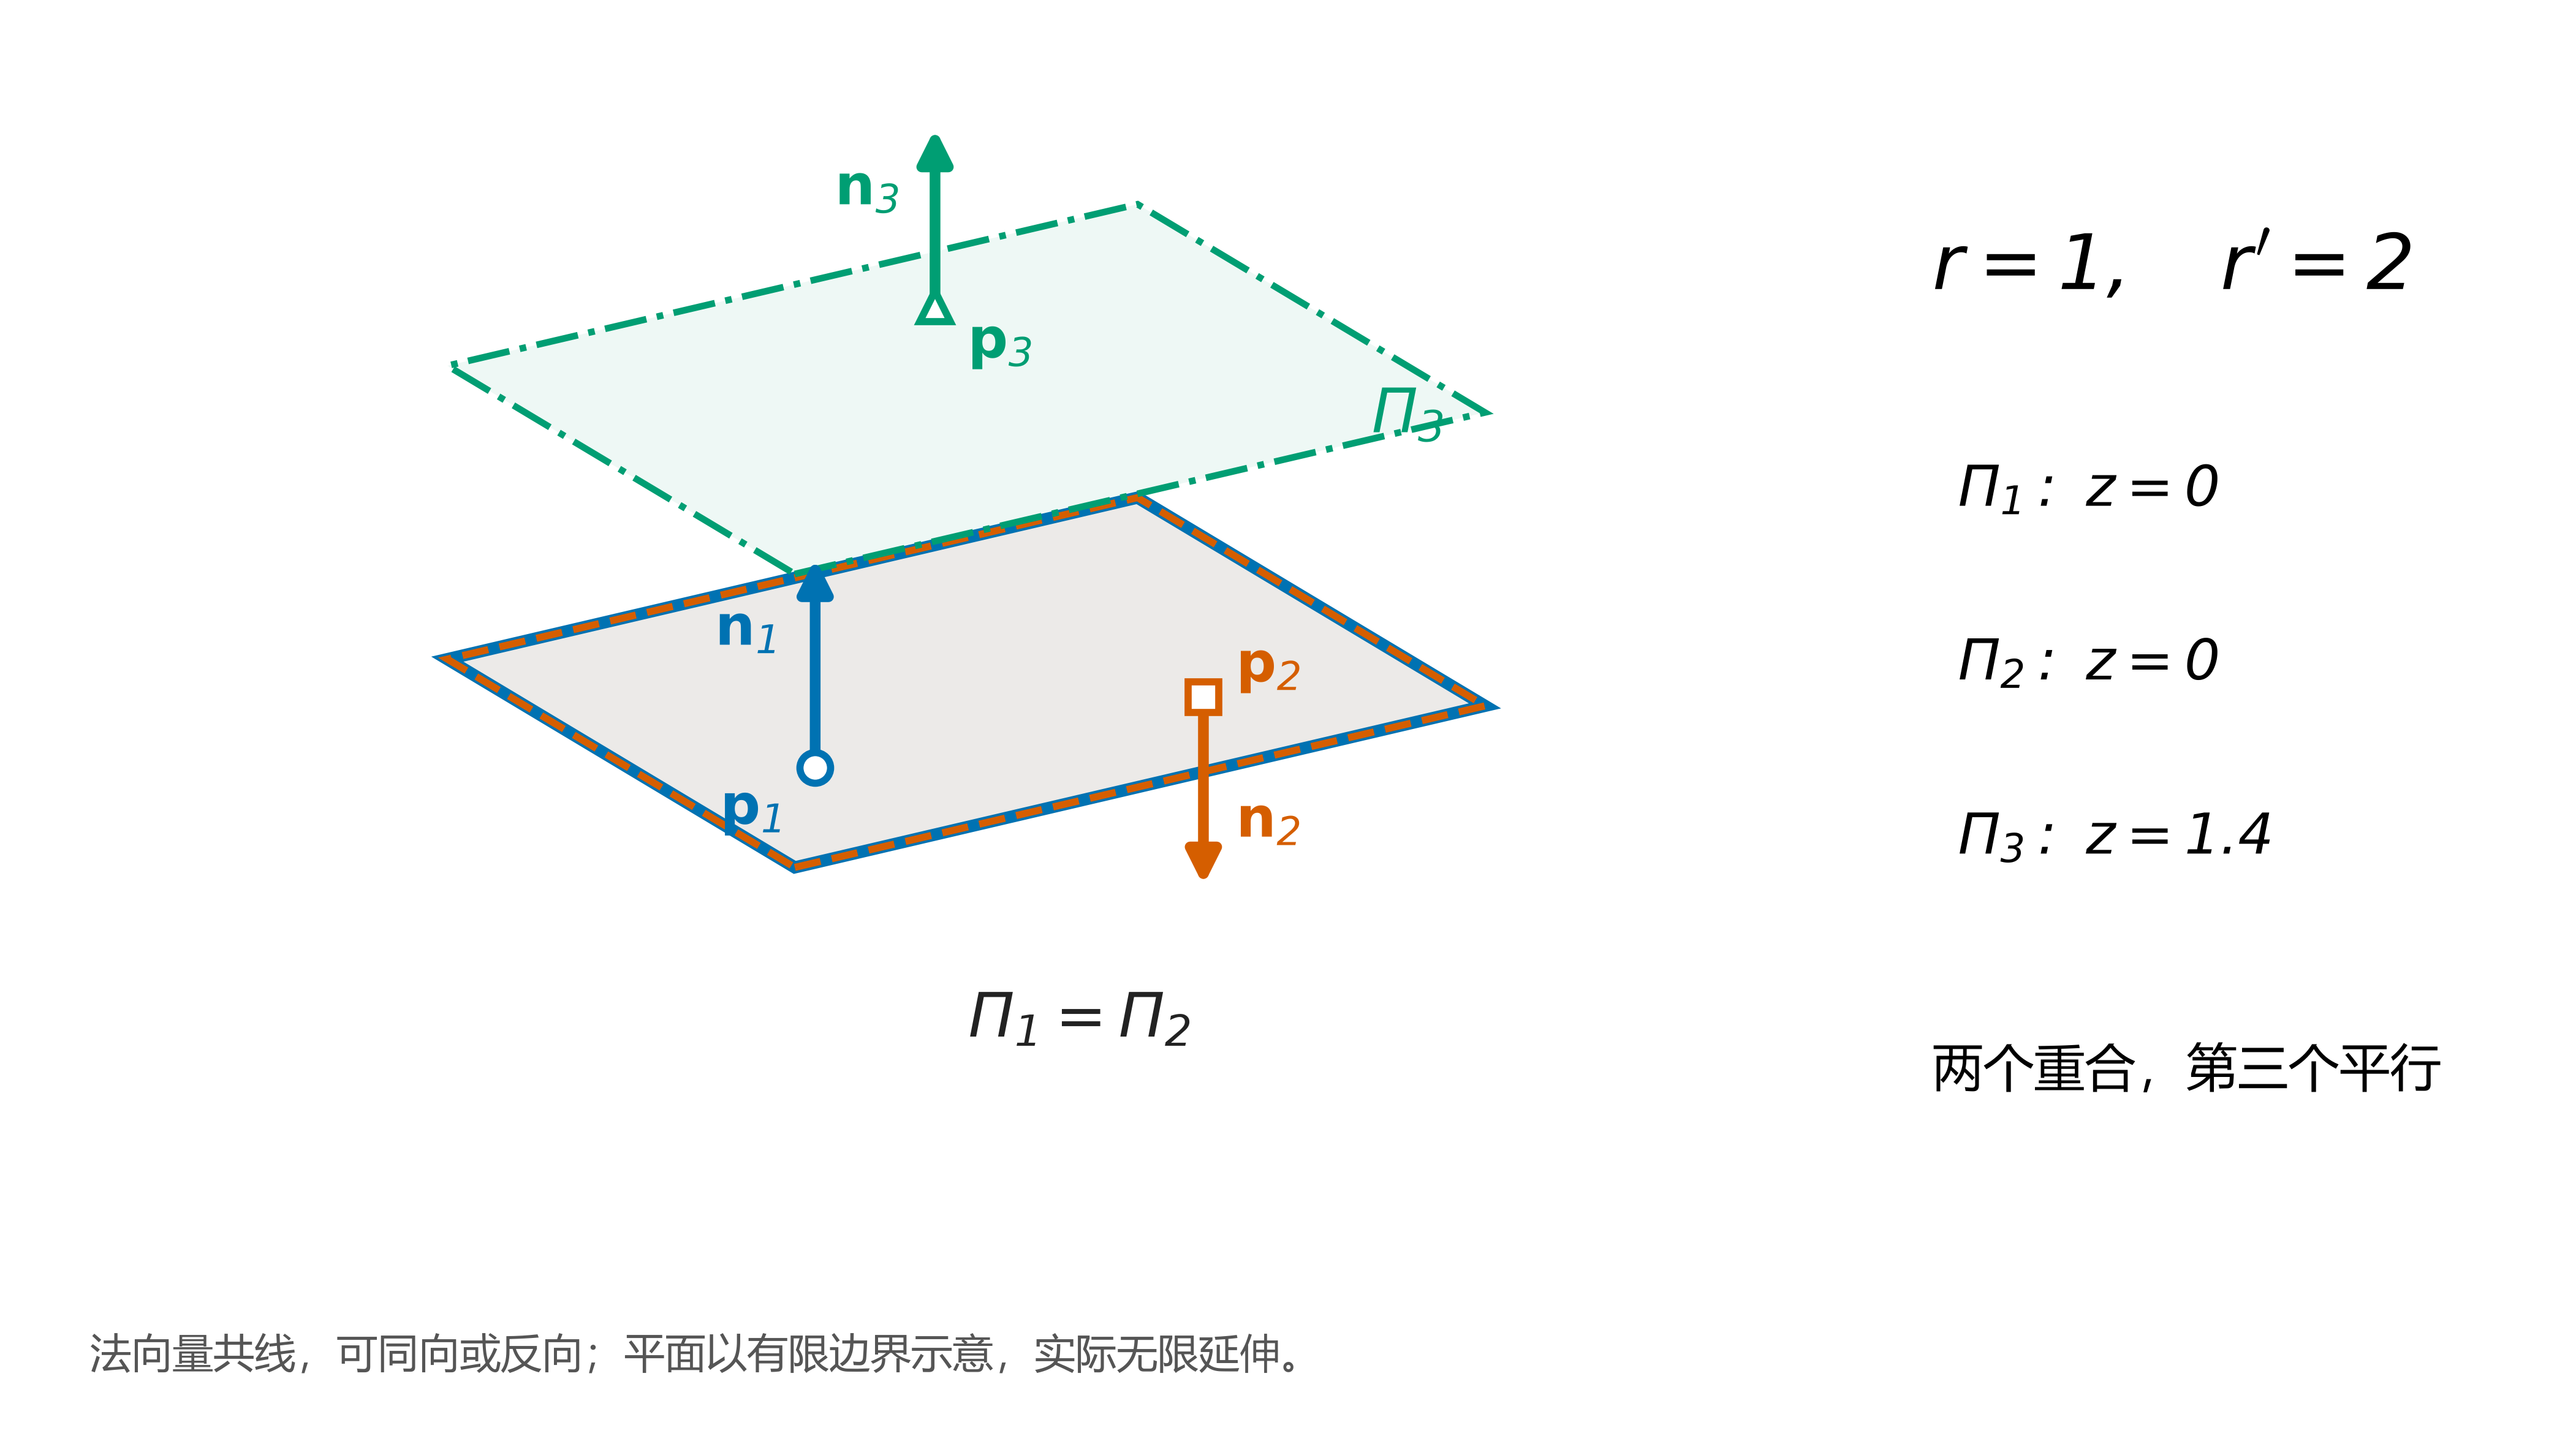 n₃
p₃
Π₃
n₁
p₂
p₁
n₂
Π₁ = Π₂
r = 1, r′ = 2
Π₁ : z = 0
Π₂ : z = 0
Π₃ : z = 1.4
两个重合，第三个平行
法向量共线，可同向或反向；平面以有限边界示意，实际无限延伸。